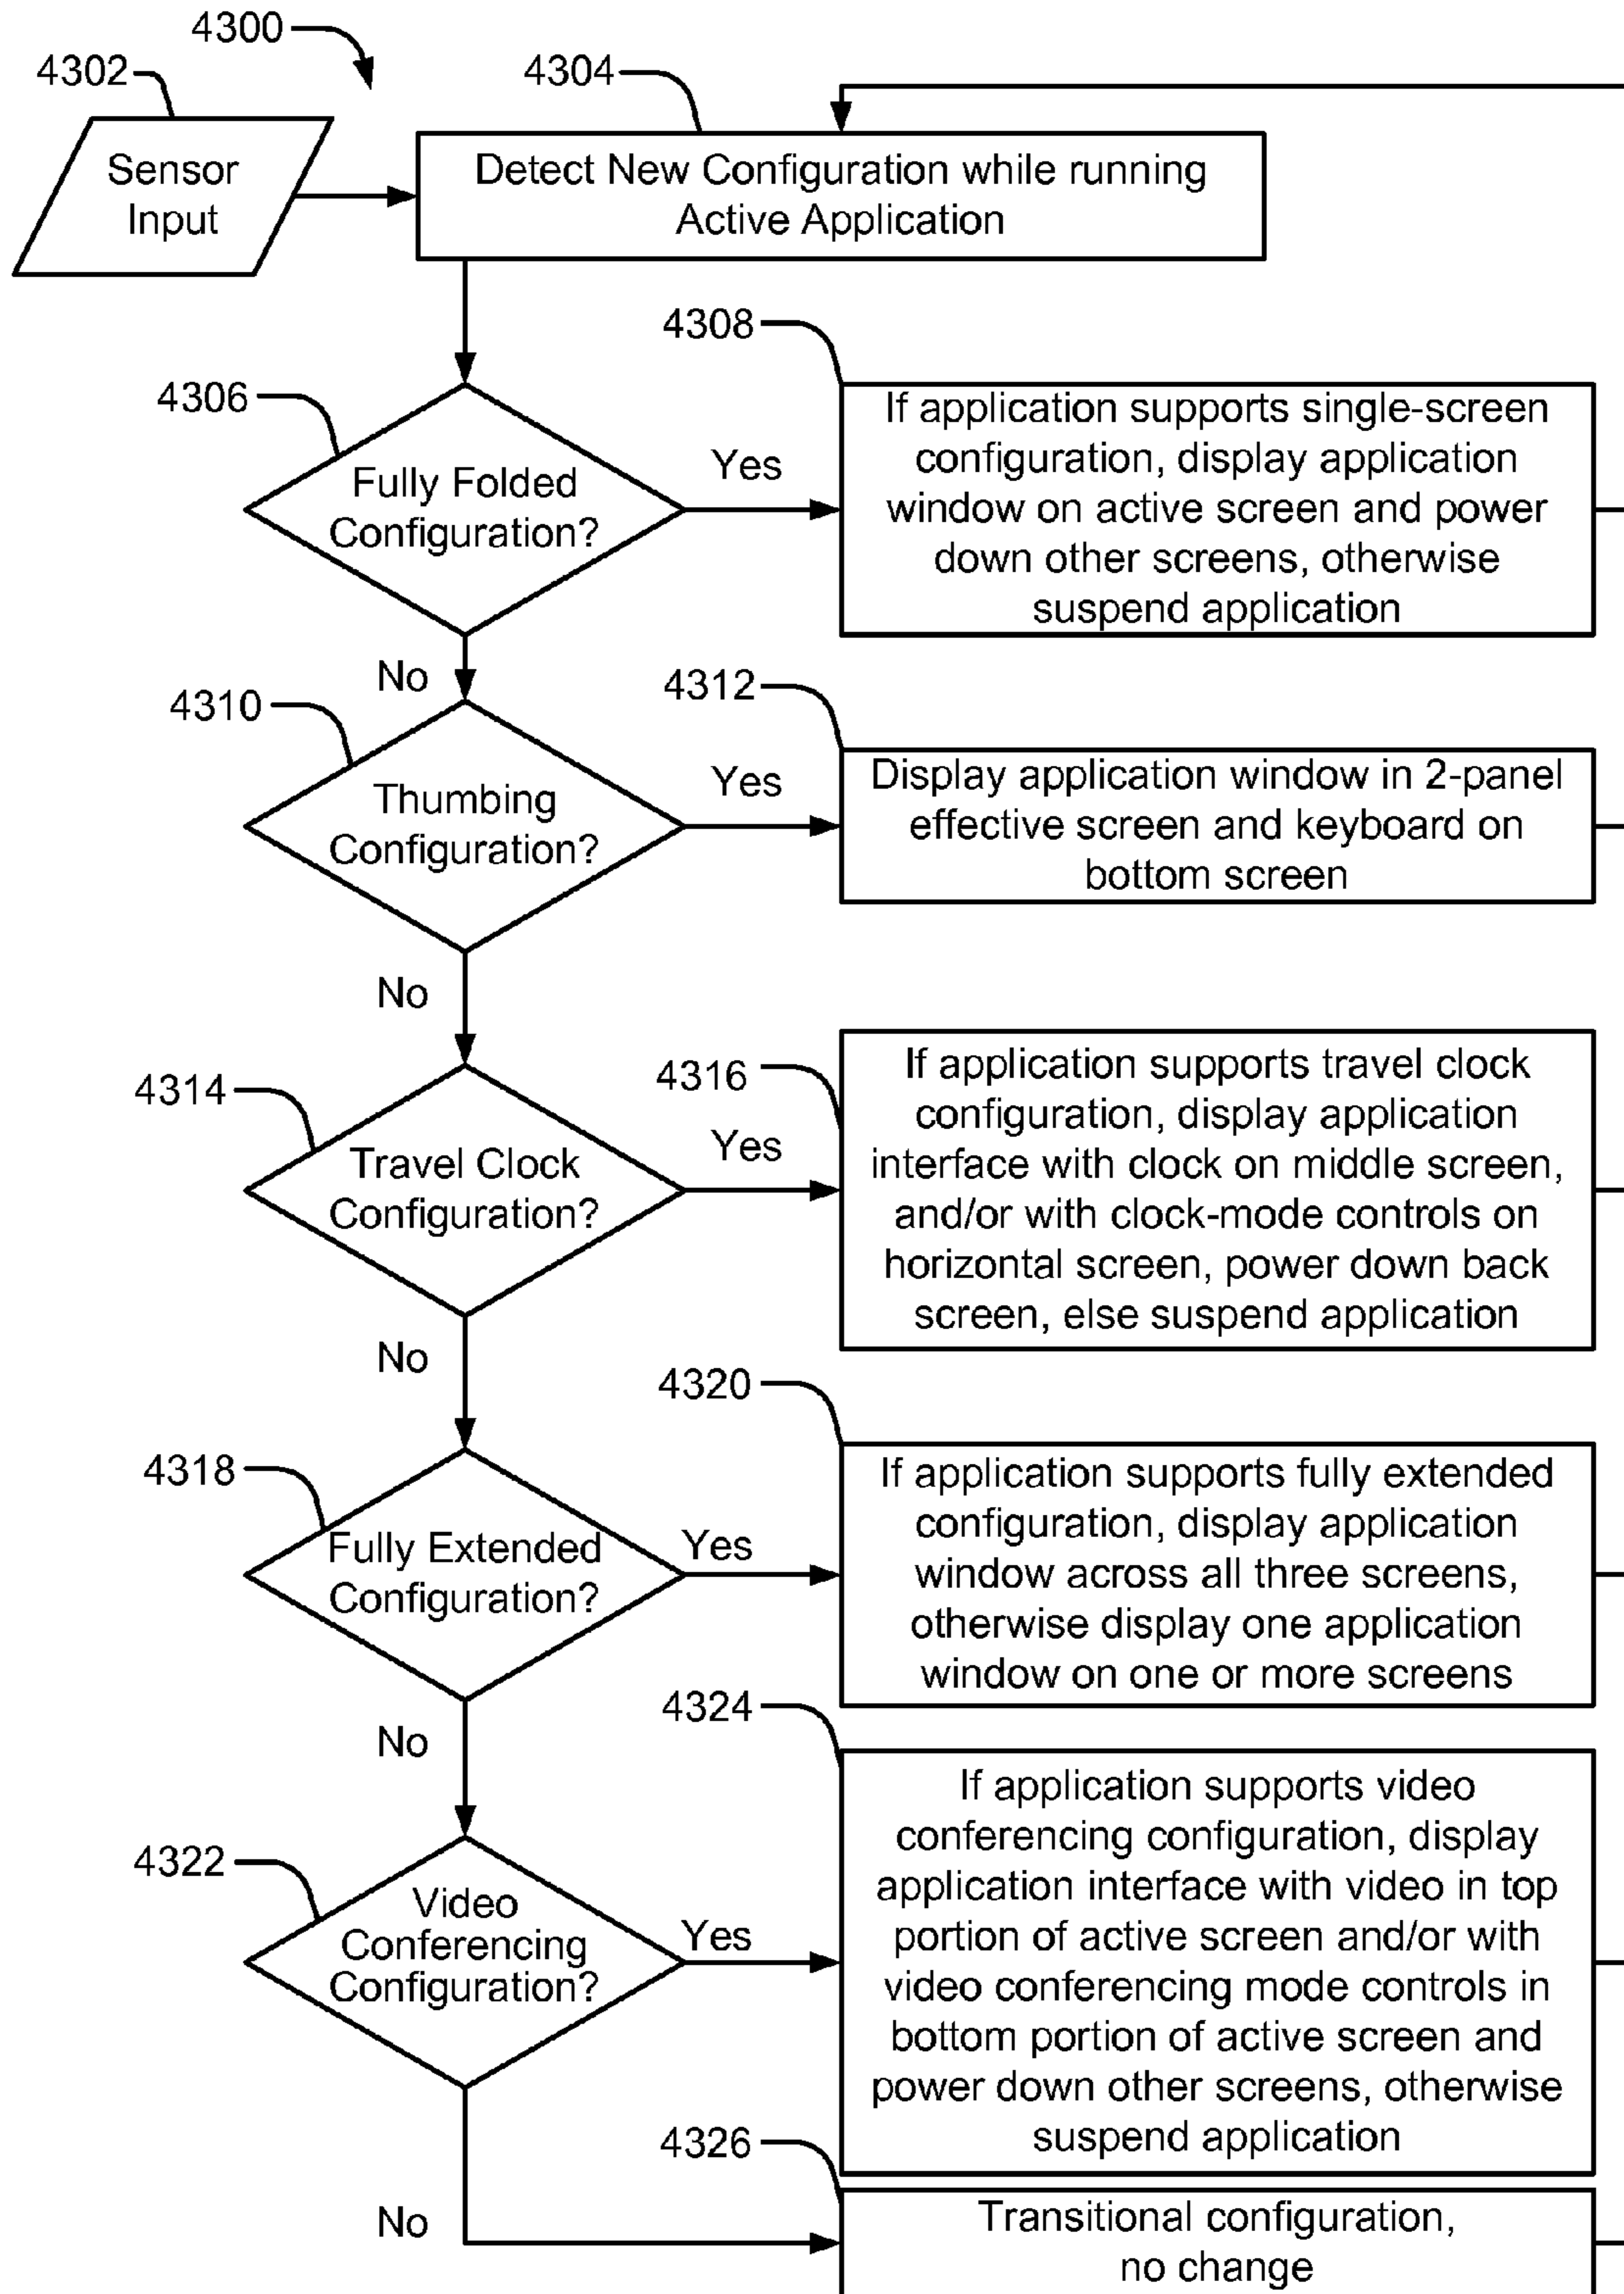 4300
4302
4304
Sensor
Input
Detect New Configuration while running
Active Application
4306
Fully Folded
Configuration?
Yes
No
4308
If application supports single-screen
configuration, display application
window on active screen and power
down other screens, otherwise
suspend application
4310
Thumbing
Configuration?
Yes
No
4312
Display application window in 2-panel
effective screen and keyboard on
bottom screen
4314
Travel Clock
Configuration?
Yes
No
4316
If application supports travel clock
configuration, display application
interface with clock on middle screen,
and/or with clock-mode controls on
horizontal screen, power down back
screen, else suspend application
4318
Fully Extended
Configuration?
Yes
No
4320
If application supports fully extended
configuration, display application
window across all three screens,
otherwise display one application
window on one or more screens
4322
Video
Conferencing
Configuration?
Yes
No
4324
If application supports video
conferencing configuration, display
application interface with video in top
portion of active screen and/or with
video conferencing mode controls in
bottom portion of active screen and
power down other screens, otherwise
suspend application
4326
Transitional configuration,
no change